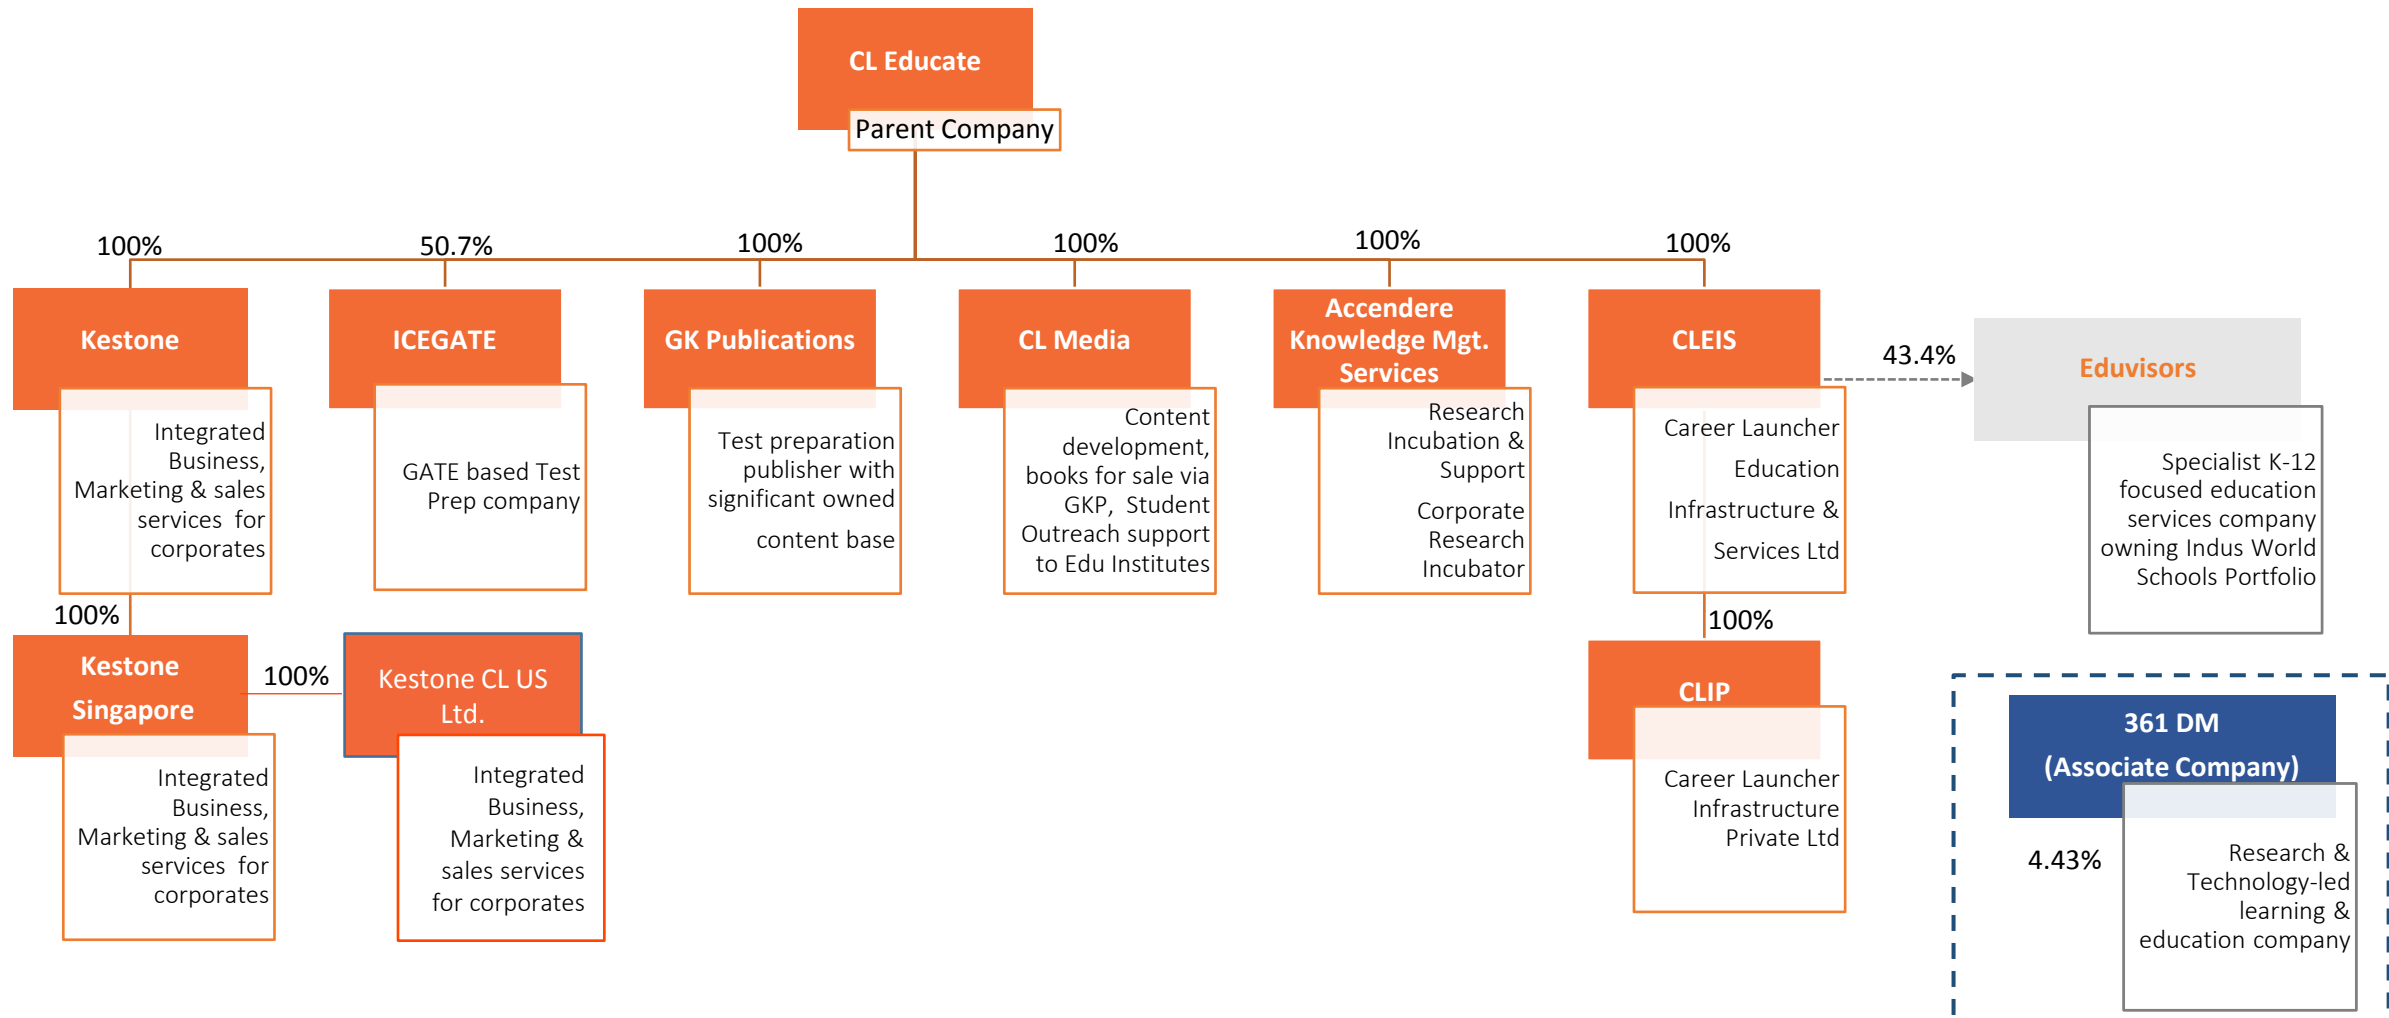 CL Educate
Parent Company
100%
50.7%
100%
100%
100%
100%
Kestone
Integrated
Business,
Marketing & sales
services for
corporates
ICEGATE
GATE based Test
Prep company
GK Publications
Test preparation
publisher with
significant owned
content base
CL Media
Content
development,
books for sale via
GKP, Student
Outreach support
to Edu Institutes
Accendere
Knowledge Mgt.
Services
Research
Incubation &
Support
Corporate
Research
Incubator
CLEIS
Career Launcher
Education
Infrastructure &
Services Ltd
43.4%
Eduvisors
Specialist K-12
focused education
services company
owning Indus World
Schools Portfolio
100%
Kestone
Singapore
Integrated
Business,
Marketing & sales
services for
corporates
100%
Kestone CL US
Ltd.
Integrated
Business,
Marketing &
sales services
for corporates
100%
CLIP
Career Launcher
Infrastructure
Private Ltd
361 DM
(Associate Company)
4.43%
Research &
Technology-led
learning &
education company